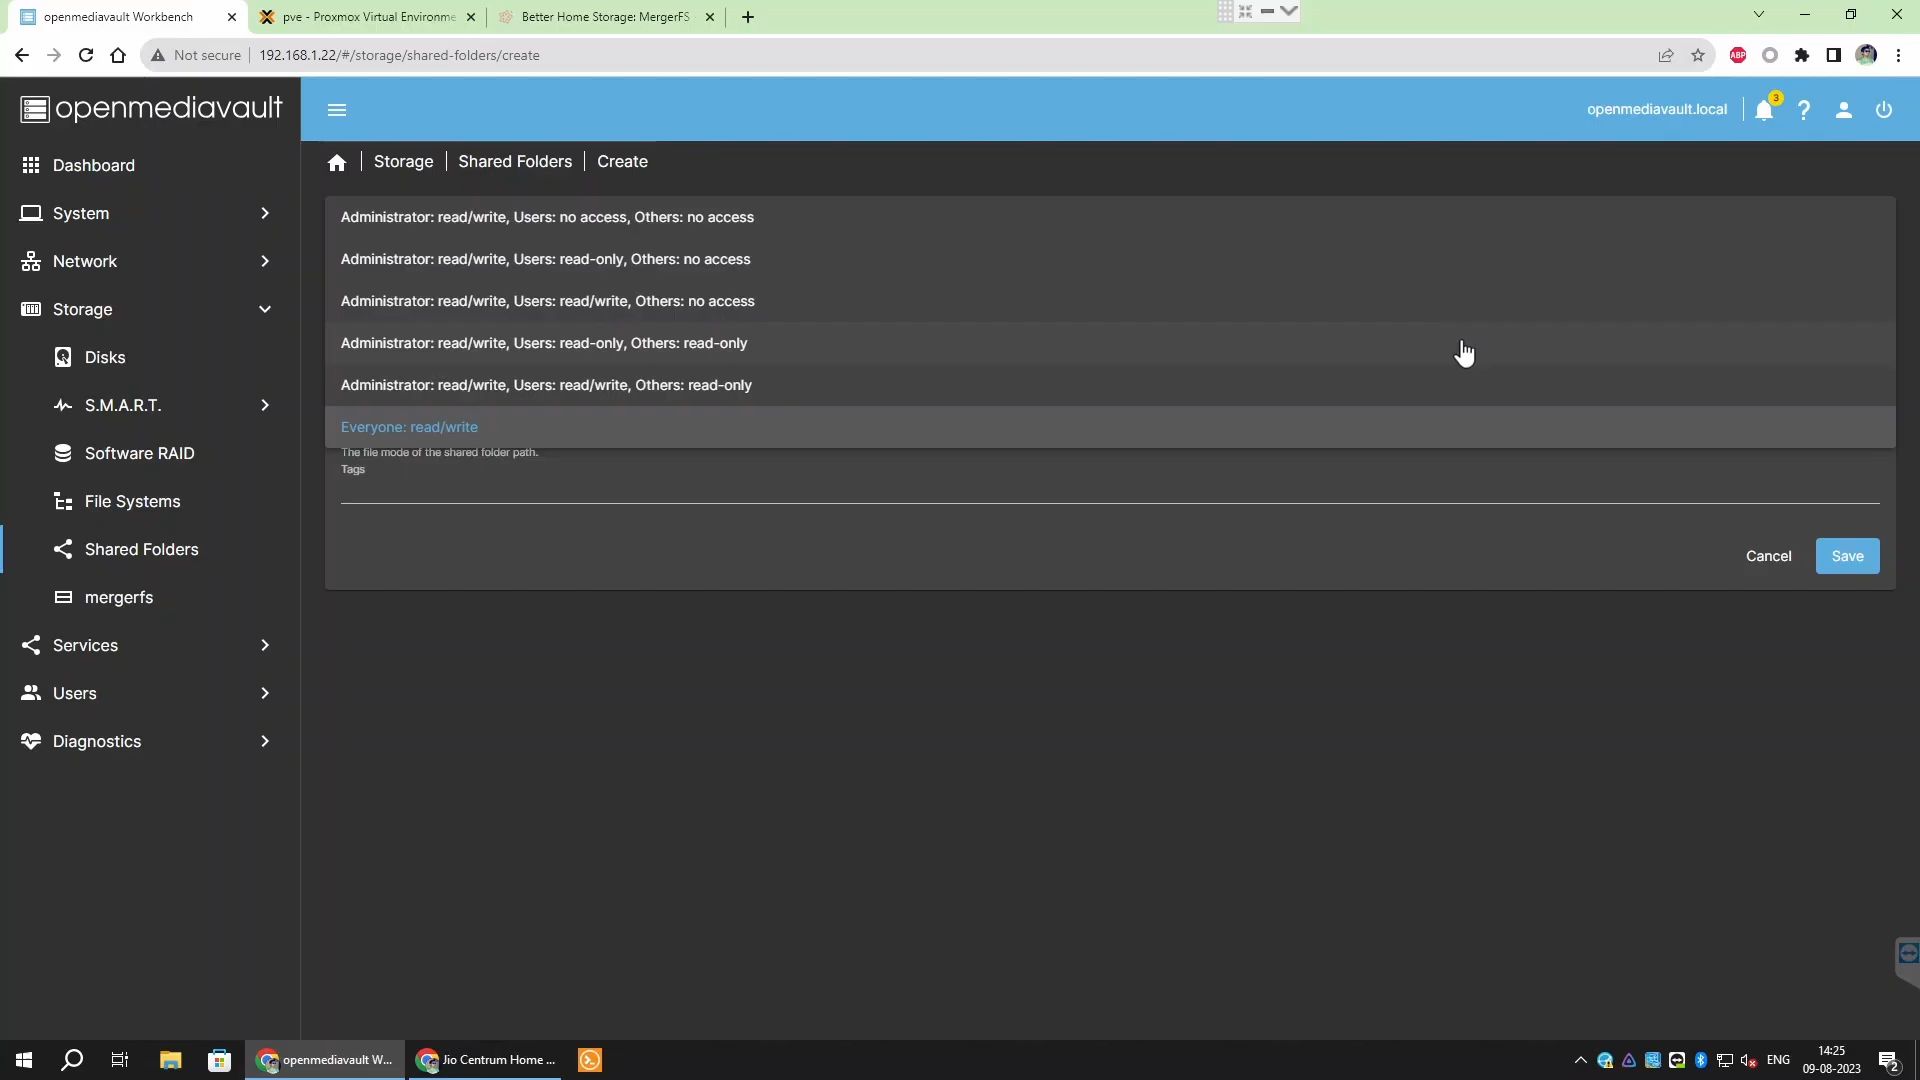 openmediavault Workbench
pve - Proxmox Virtual Environme
Better Home Storage: MergerFS
Not secure
192.168.1.22/#/storage/shared-folders/create
ABP
openmediavault
openmediavault.local
3
Dashboard
System
Network
Storage
Disks
S.M.A.R.T.
Software RAID
File Systems
Shared Folders
mergerfs
Services
Users
Diagnostics
Storage
Shared Folders
Create
Administrator: read/write, Users: no access, Others: no access
Administrator: read/write, Users: read-only, Others: no access
Administrator: read/write, Users: read/write, Others: no access
Administrator: read/write, Users: read-only, Others: read-only
Administrator: read/write, Users: read/write, Others: read-only
Everyone: read/write
The file mode of the shared folder path.
Tags
Cancel
Save
openmediavault W...
Jio Centrum Home ...
ENG
14:25
09-08-2023
2